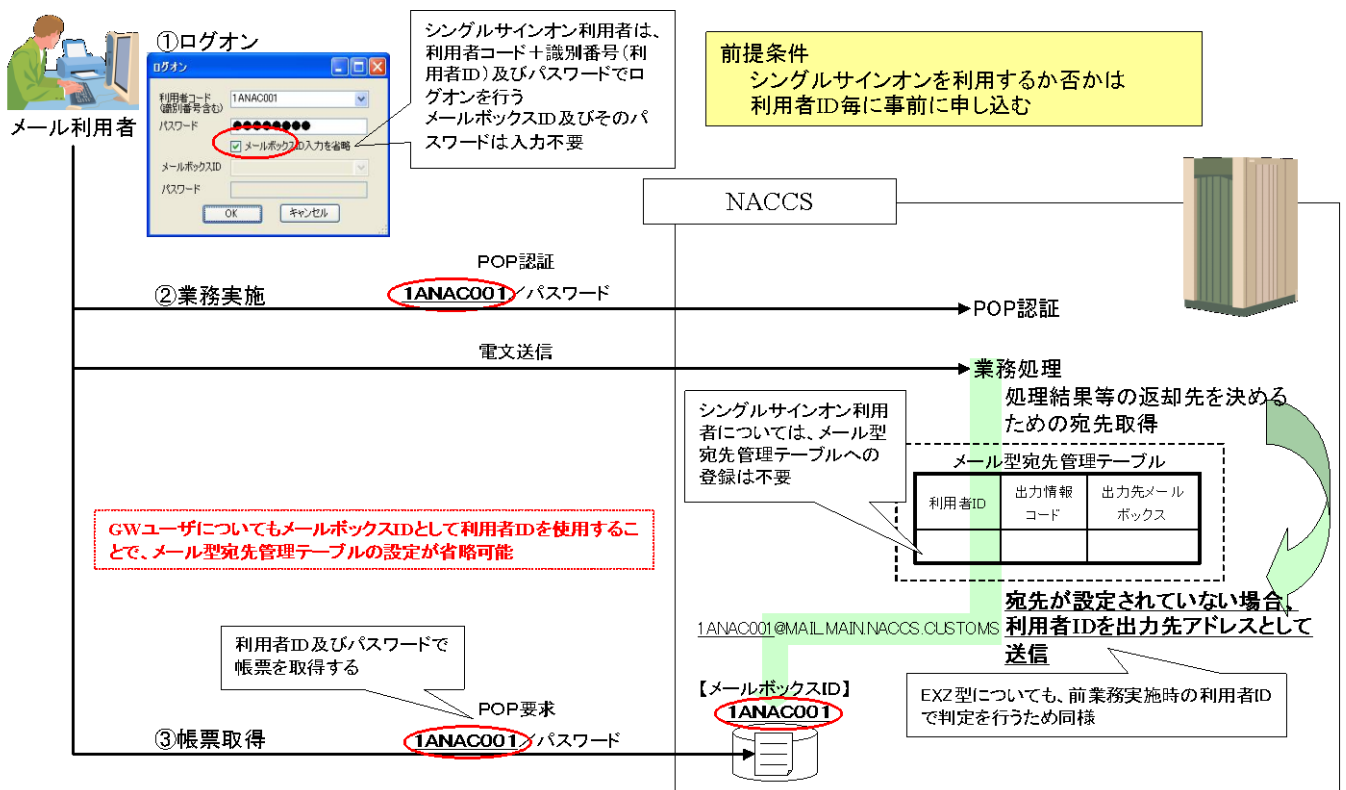 ①ログオン
ログオン
利用者コード
(識別番号含む)
1ANAC001
パスワード
●●●●●●●●
メールボックスID入力を省略
メールボックスID
パスワード
OK
キャンセル
メール利用者
シングルサインオン利用者は、
利用者コード＋識別番号（利
用者ID）及びパスワードでロ
グオンを行う
メールボックスID及びそのパ
スワードは入力不要
前提条件
シングルサインオンを利用するか否かは
利用者ID毎に事前に申し込む
NACCS
POP認証
②業務実施
1ANAC001／パスワード
POP認証
電文送信
業務処理
処理結果等の返却先を決める
ための宛先取得
シングルサインオン利用
者については、メール型
宛先管理テーブルへの
登録は不要
メール型宛先管理テーブル
利用者ID
出力情報
コード
出力先メール
ボックス
GWユーザについてもメールボックスIDとして利用者IDを使用するこ
とで、メール型宛先管理テーブルの設定が省略可能
宛先が設定されていない場合、
利用者IDを出力先アドレスとして
送信
1ANAC001@MAIL.MAIN.NACCS.CUSTOMS
利用者ID及びパスワードで
帳票を取得する
EXZ型についても、前業務実施時の利用者ID
で判定を行うため同様
【メールボックスID】
1ANAC001
POP要求
③帳票取得
1ANAC001／パスワード